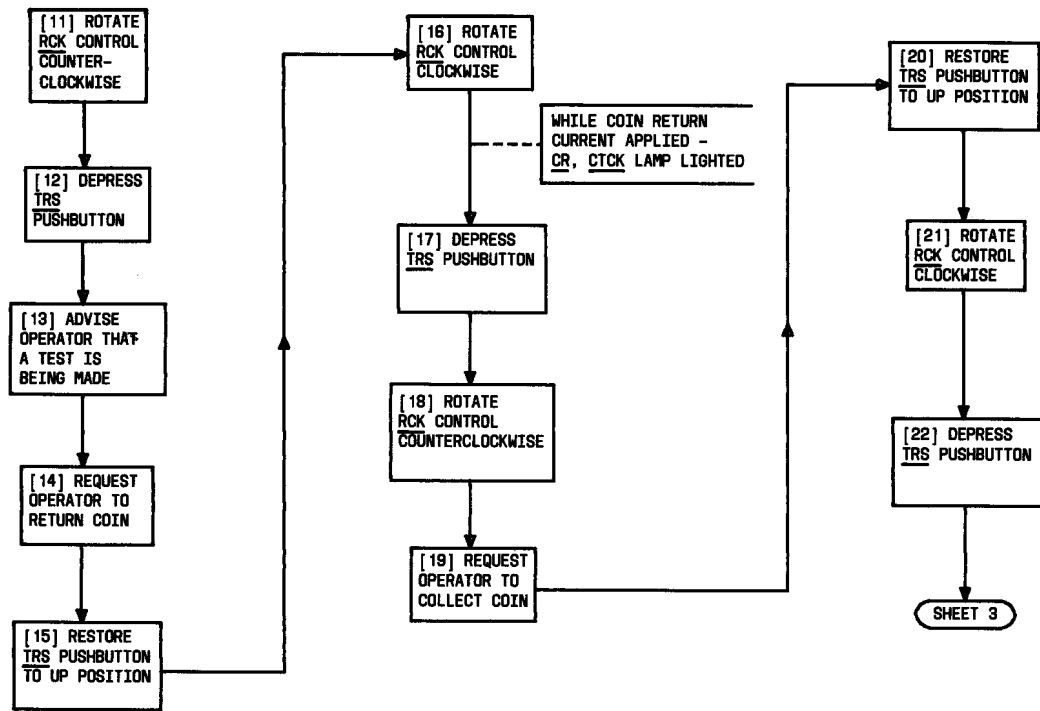 [11] ROTATE
RCK CONTROL
COUNTER-
CLOCKWISE
[12] DEPRESS
TRS
PUSHBUTTON
[13] ADVISE
OPERATOR THAT
A TEST IS
BEING MADE
[14] REQUEST
OPERATOR TO
RETURN COIN
[15] RESTORE
TRS PUSHBUTTON
TO UP POSITION
[16] ROTATE
RCK CONTROL
CLOCKWISE
WHILE COIN RETURN
CURRENT APPLIED -
CR, CTCK LAMP LIGHTED
[17] DEPRESS
TRS PUSHBUTTON
[18] ROTATE
RCK CONTROL
COUNTERCLOCKWISE
[19] REQUEST
OPERATOR TO
COLLECT COIN
[20] RESTORE
TRS PUSHBUTTON
TO UP POSITION
[21] ROTATE
RCK CONTROL
CLOCKWISE
[22] DEPRESS
TRS PUSHBUTTON
SHEET 3